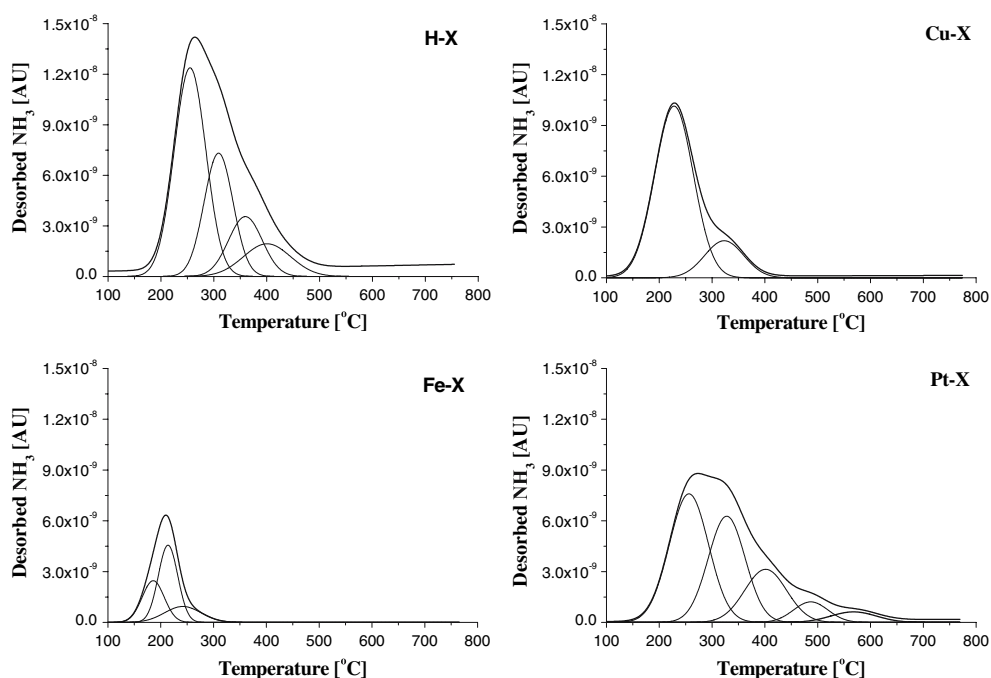 H-X
Desorbed NH₃ [AU]
1.5x10⁻⁸
1.2x10⁻⁸
9.0x10⁻⁹
6.0x10⁻⁹
3.0x10⁻⁹
0.0
100 200 300 400 500 600 700 800
Temperature [°C]
Cu-X
Desorbed NH₃ [AU]
1.5x10⁻⁸
1.2x10⁻⁸
9.0x10⁻⁹
6.0x10⁻⁹
3.0x10⁻⁹
0.0
100 200 300 400 500 600 700 800
Temperature [°C]
Fe-X
Desorbed NH₃ [AU]
1.5x10⁻⁸
1.2x10⁻⁸
9.0x10⁻⁹
6.0x10⁻⁹
3.0x10⁻⁹
0.0
100 200 300 400 500 600 700 800
Temperature [°C]
Pt-X
Desorbed NH₃ [AU]
1.5x10⁻⁸
1.2x10⁻⁸
9.0x10⁻⁹
6.0x10⁻⁹
3.0x10⁻⁹
0.0
100 200 300 400 500 600 700 800
Temperature [°C]